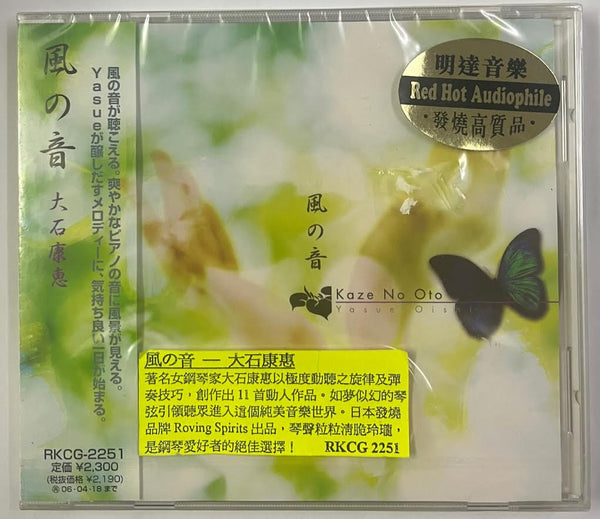 風の音 大石康惠
風の音が聴こえる。爽やかなピアノの音に風景が見える。
Yasueが醸しだすメロディーに、気持ち良い一日が始まる。
RKCG-2251
定価 ¥2,300
(税抜価格 ¥2,190)
06・04・18まで
明達音樂
Red Hot Audiophile
・發燒高質品・
風の音
Kaze No Oto
Yasue Oishi
風の音 — 大石康惠
著名女鋼琴家大石康惠以極度動聽之旋律及彈
奏技巧，創作出 11 首動人作品。如夢似幻的琴
弦引領聽眾進入這個純美音樂世界。日本發燒
品牌 Roving Spirits 出品，琴聲粒粒清脆玲瓏，
是鋼琴愛好者的絕佳選擇！ RKCG 2251